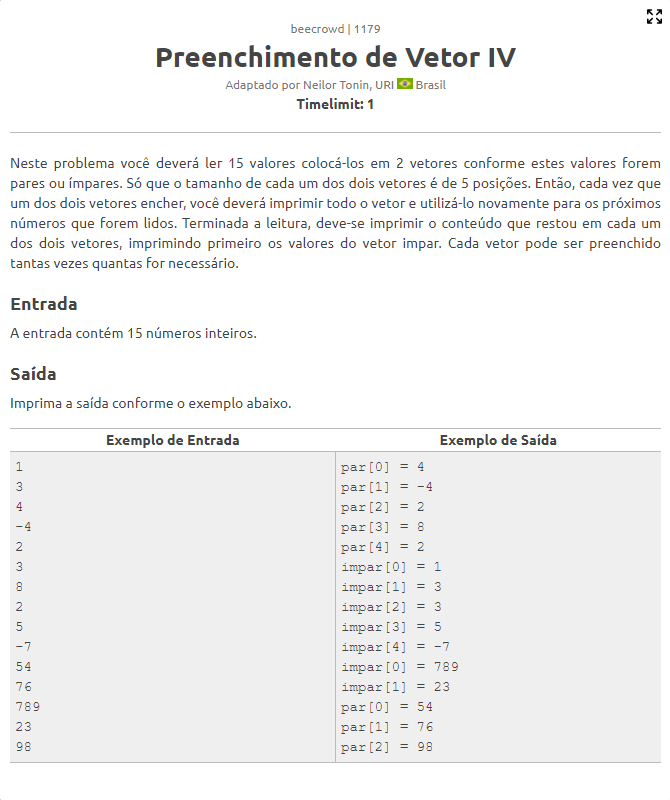 beecrowd | 1179
Preenchimento de Vetor IV
Adaptado por Neilor Tonin, URI Brasil
Timelimit: 1
Neste problema você deverá ler 15 valores colocá-los em 2 vetores conforme estes valores forem
pares ou ímpares. Só que o tamanho de cada um dos dois vetores é de 5 posições. Então, cada vez que
um dos dois vetores encher, você deverá imprimir todo o vetor e utilizá-lo novamente para os próximos
números que forem lidos. Terminada a leitura, deve-se imprimir o conteúdo que restou em cada um
dos dois vetores, imprimindo primeiro os valores do vetor impar. Cada vetor pode ser preenchido
tantas vezes quantas for necessário.
Entrada
A entrada contém 15 números inteiros.
Saída
Imprima a saída conforme o exemplo abaixo.
Exemplo de Entrada
1
3
4
-4
2
3
8
2
5
-7
54
76
789
23
98
Exemplo de Saída
par[0] = 4
par[1] = -4
par[2] = 2
par[3] = 8
par[4] = 2
impar[0] = 1
impar[1] = 3
impar[2] = 3
impar[3] = 5
impar[4] = -7
impar[0] = 789
impar[1] = 23
par[0] = 54
par[1] = 76
par[2] = 98